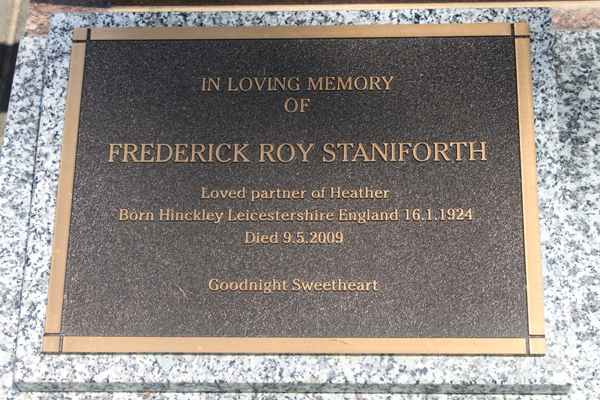 IN LOVING MEMORY
OF
FREDERICK ROY STANIFORTH
Loved partner of Heather
Born Hinckley Leicestershire England 16.1.1924
Died 9.5.2009
Goodnight Sweetheart